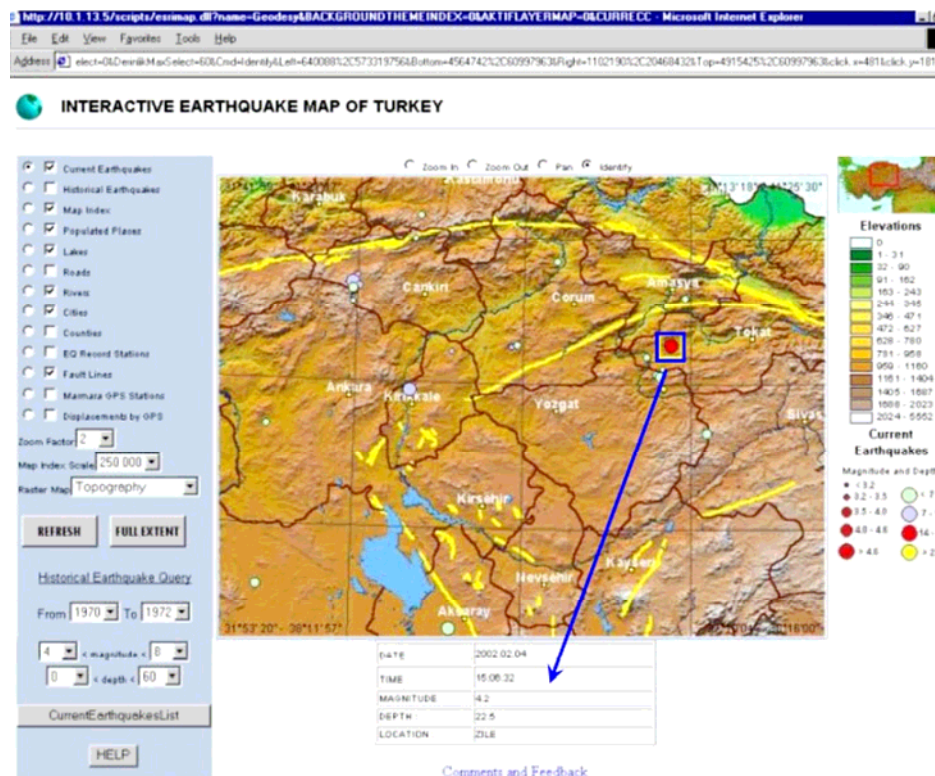 http://10.1.13.5/scripts/esrimap.dll?name=Geodesy&BACKGROUNDTHEMEINDEX=0&AKTIFLAYERMAP=0&CURRECC - Microsoft Internet Explorer
File Edit View Favorites Tools Help
Address
INTERACTIVE EARTHQUAKE MAP OF TURKEY
Zoom In Zoom Out Pan Identify
Current Earthquakes
Historical Earthquakes
Map Index
Populated Places
Lakes
Roads
Rivers
Cities
Counties
EQ Record Stations
Fault Lines
Marmara GPS Stations
Displacements by GPS
Zoom Factor 2
Map Index Scale 250 000
Raster Map Topography
REFRESH FULL EXTENT
Historical Earthquake Query
From 1970 To 1972
4 < magnitude < 8
0 < depth < 60
CurrentEarthquakesList
HELP
Kastamonu
Karabuk
Cankiri
Corum
Amasya
Tokat
Ankara
Kirikkale
Yozgat
Sivas
Kirsehir
Nevsehir
Kayseri
Aksaray
31°53'20" - 38°11'57"
Elevations
0
1 - 31
32 - 90
91 - 162
163 - 243
244 - 345
346 - 471
472 - 627
628 - 780
781 - 958
959 - 1160
1161 - 1404
1405 - 1687
1688 - 2023
2024 - 5552
Current
Earthquakes
Magnitude and Depth
< 3.2
3.2 - 3.5 < 7
3.5 - 4.0 7 -
4.0 - 4.6 14 -
> 4.6 > 2
DATE 2002.02.04
TIME 15.08.32
MAGNITUDE 4.2
DEPTH 22.5
LOCATION ZILE
Comments and Feedback